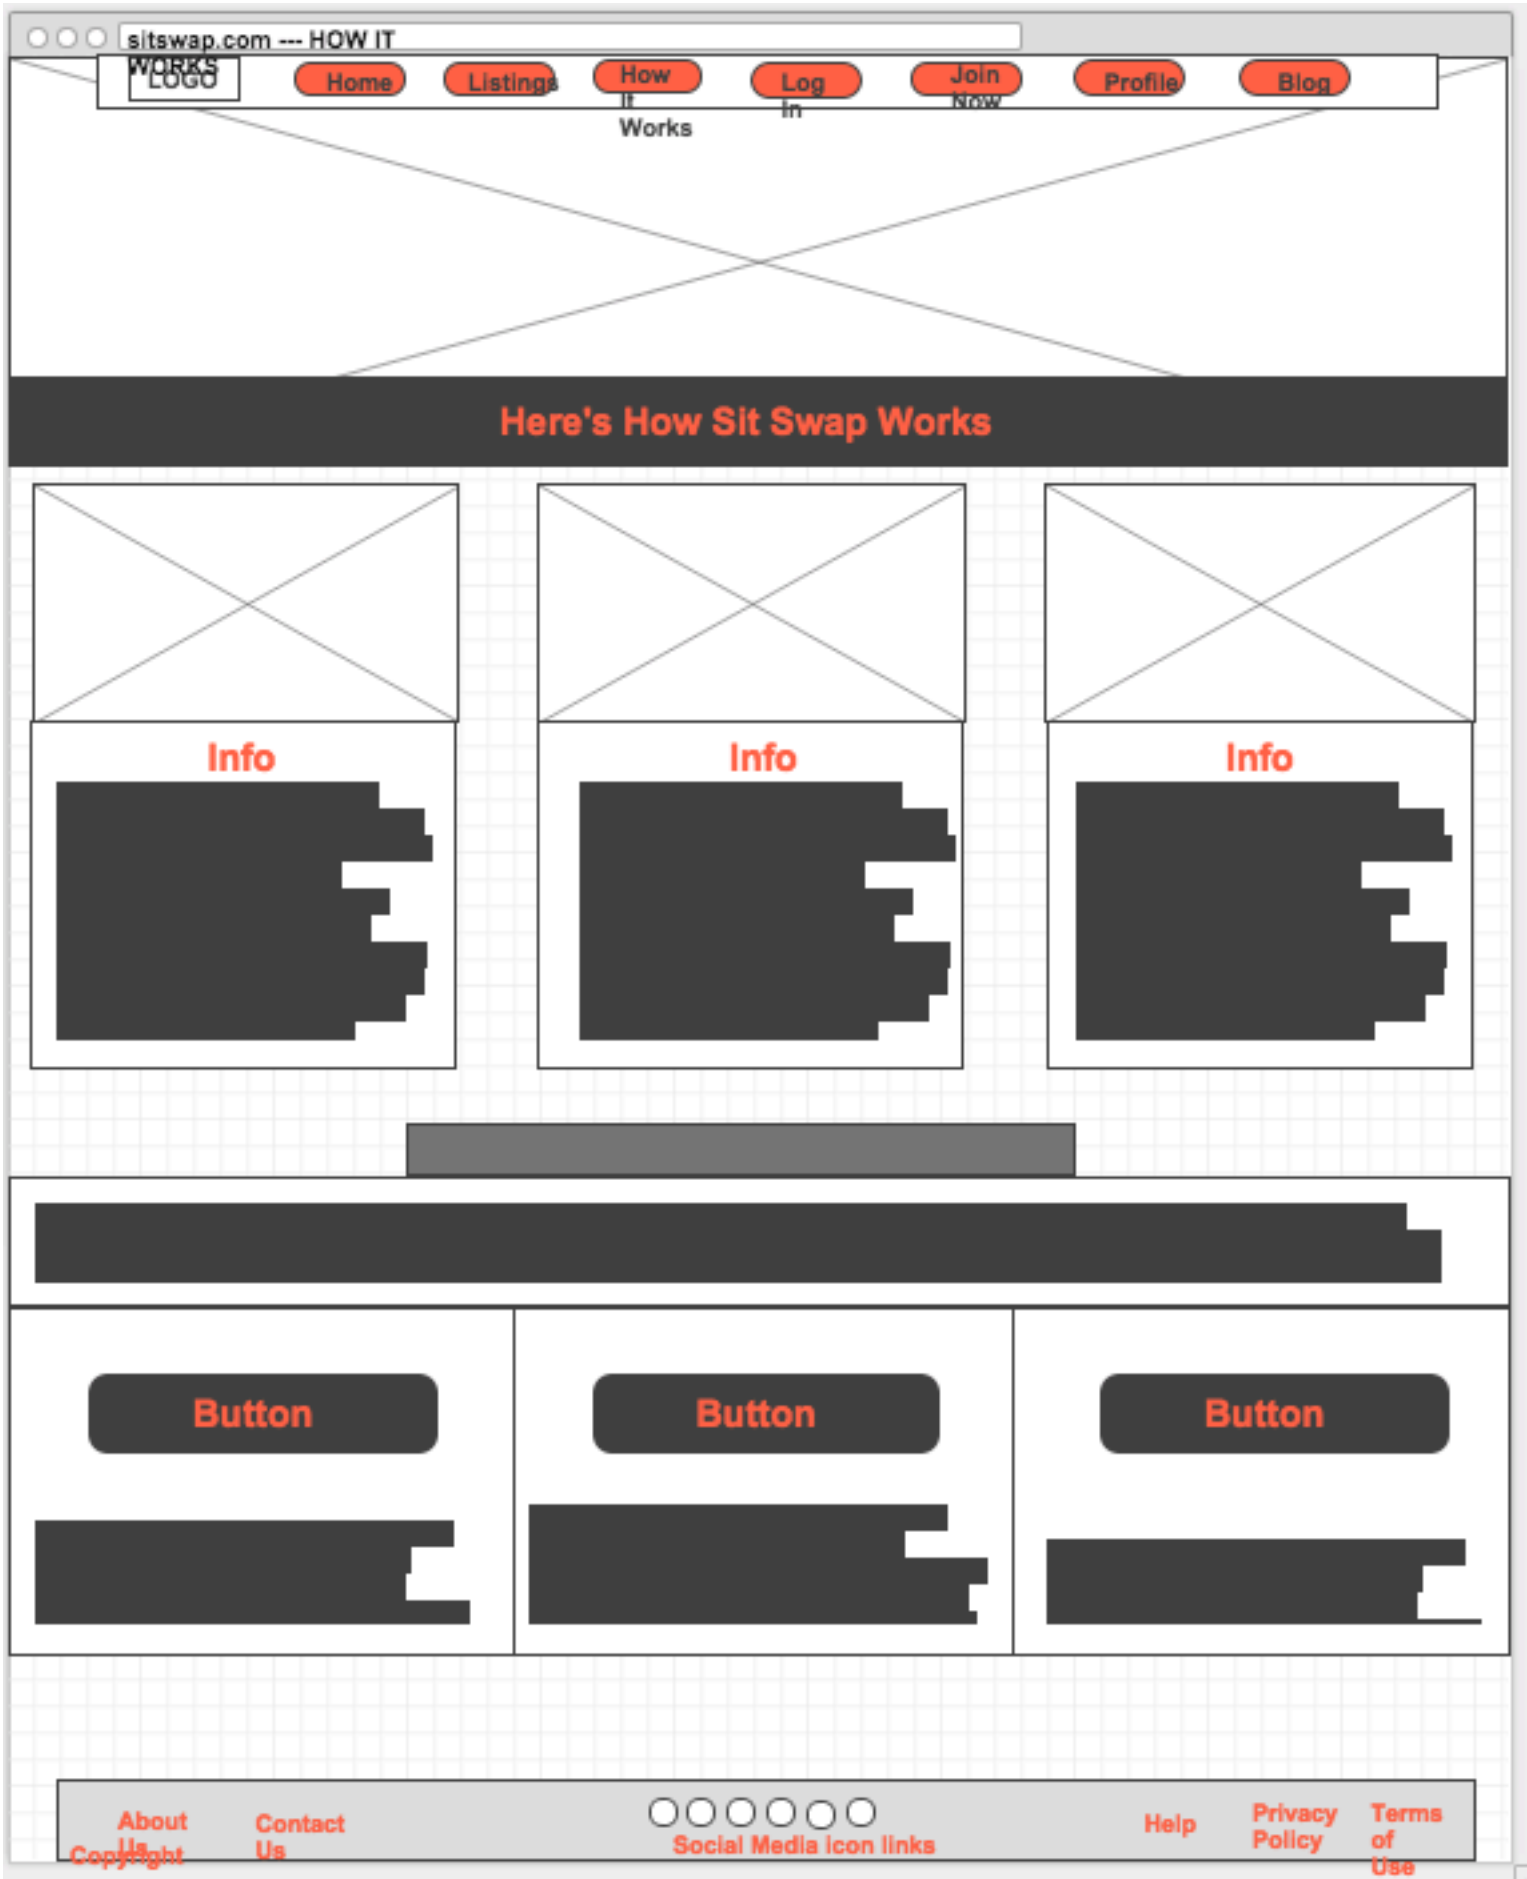 sitswap.com --- HOW IT
WORKS
LOGO
Home
Listings
How
It
Works
Log
In
Join
Now
Profile
Blog
Here's How Sit Swap Works
Info
Info
Info
Button
Button
Button
About
Us
Copyright
Contact
Us
Social Media icon links
Help
Privacy
Policy
Terms
of
Use